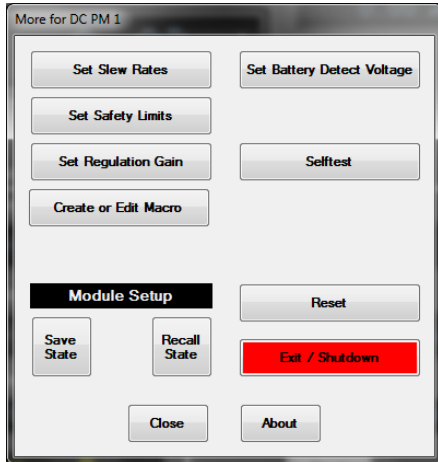 More for DC PM 1
Set Slew Rates
Set Battery Detect Voltage
Set Safety Limits
Set Regulation Gain
Selftest
Create or Edit Macro
Module Setup
Reset
Save
State
Recall
State
Exit / Shutdown
Close
About